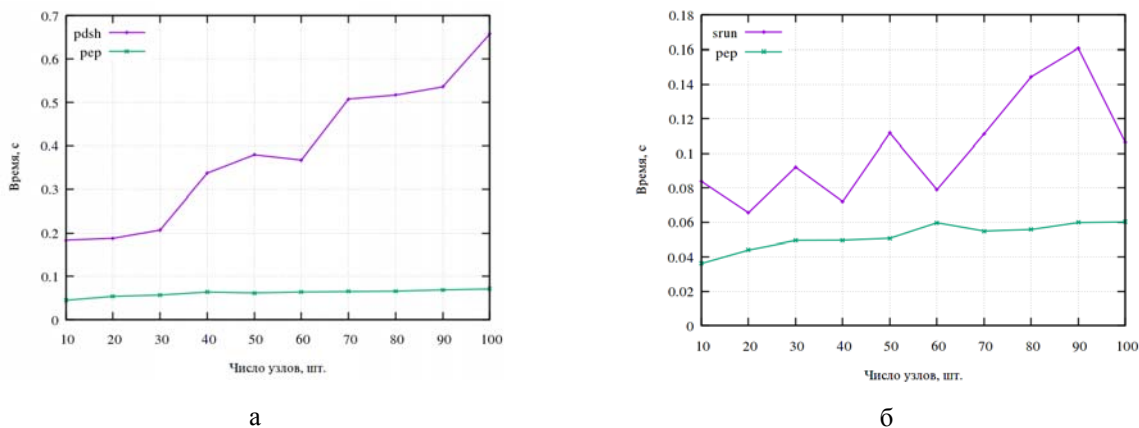 pdsh
pep
0.7
0.6
0.5
0.4
0.3
0.2
0.1
0
Время, с
10 20 30 40 50 60 70 80 90 100
Число узлов, шт.
а
srun
pep
0.18
0.16
0.14
0.12
0.1
0.08
0.06
0.04
0.02
0
Время, с
10 20 30 40 50 60 70 80 90 100
Число узлов, шт.
б